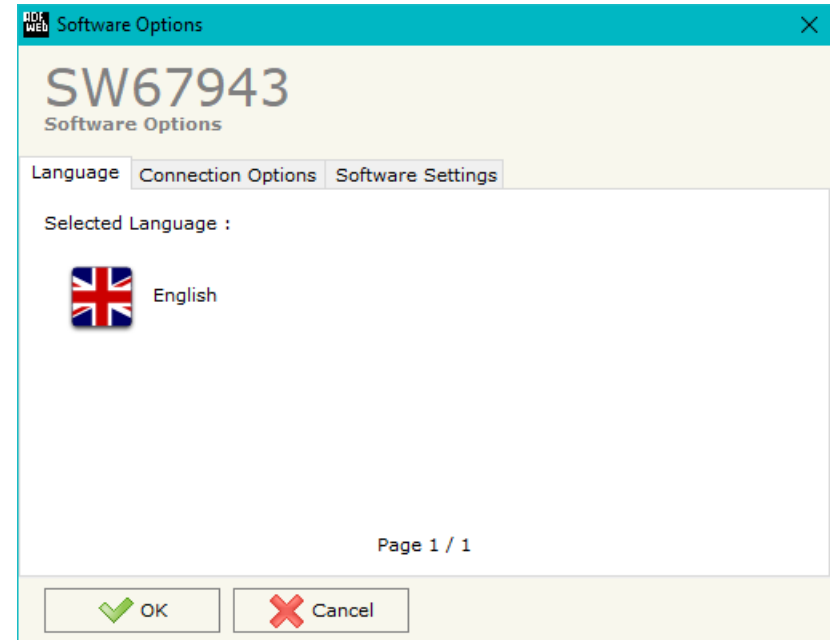 ADF
WEB
Software Options
SW67943
Software Options
Language Connection Options Software Settings
Selected Language :
English
Page 1 / 1
OK Cancel